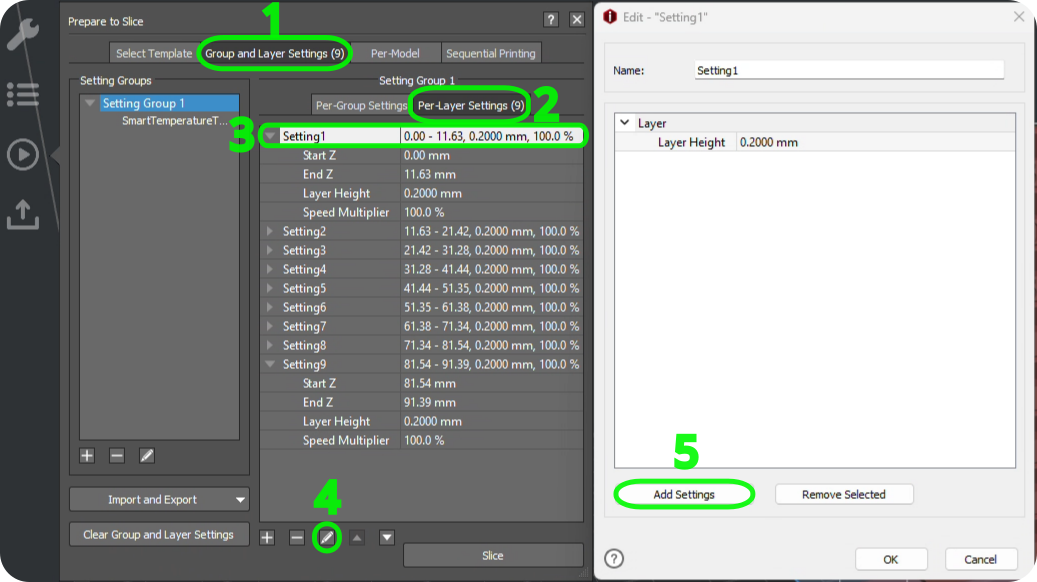 1
Prepare to Slice
?
Select Template Group and Layer Settings (9) Per-Model Sequential Printing
Setting Groups
Setting Group 1
SmartTemperatureT...
Import and Export
Clear Group and Layer Settings
Setting Group 1
Per-Group Settings Per-Layer Settings (9) 2
3 Setting1 0.00 - 11.63, 0.2000 mm, 100.0 %
Start Z 0.00 mm
End Z 11.63 mm
Layer Height 0.2000 mm
Speed Multiplier 100.0 %
Setting2 11.63 - 21.42, 0.2000 mm, 100.0 %
Setting3 21.42 - 31.28, 0.2000 mm, 100.0 %
Setting4 31.28 - 41.44, 0.2000 mm, 100.0 %
Setting5 41.44 - 51.35, 0.2000 mm, 100.0 %
Setting6 51.35 - 61.38, 0.2000 mm, 100.0 %
Setting7 61.38 - 71.34, 0.2000 mm, 100.0 %
Setting8 71.34 - 81.54, 0.2000 mm, 100.0 %
Setting9 81.54 - 91.39, 0.2000 mm, 100.0 %
Start Z 81.54 mm
End Z 91.39 mm
Layer Height 0.2000 mm
Speed Multiplier 100.0 %
4
Slice
Edit - "Setting1"
Name: Setting1
Layer
Layer Height 0.2000 mm
5
Add Settings Remove Selected
? OK Cancel